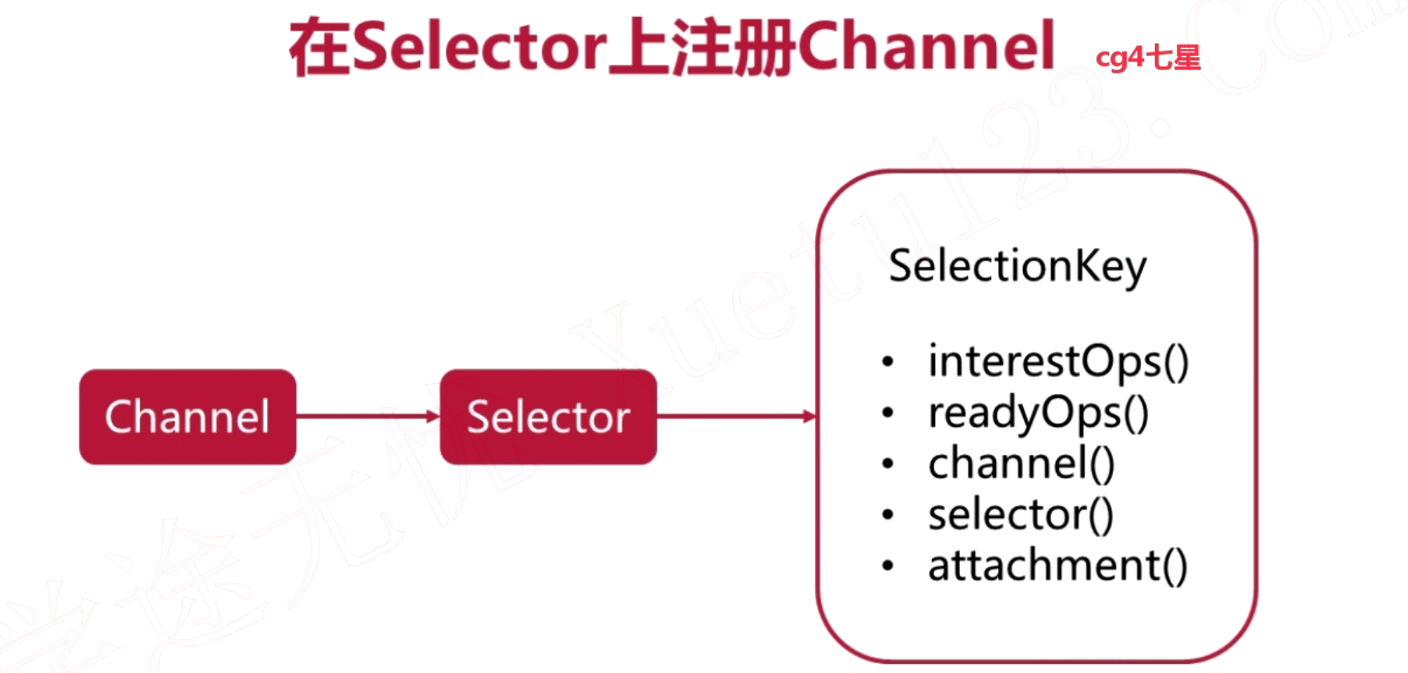 在Selector上注册Channel cg4七星
SelectionKey
• interestOps()
• readyOps()
• channel()
• selector()
• attachment()
Channel
Selector
学途无忧 Xuetu123.Com